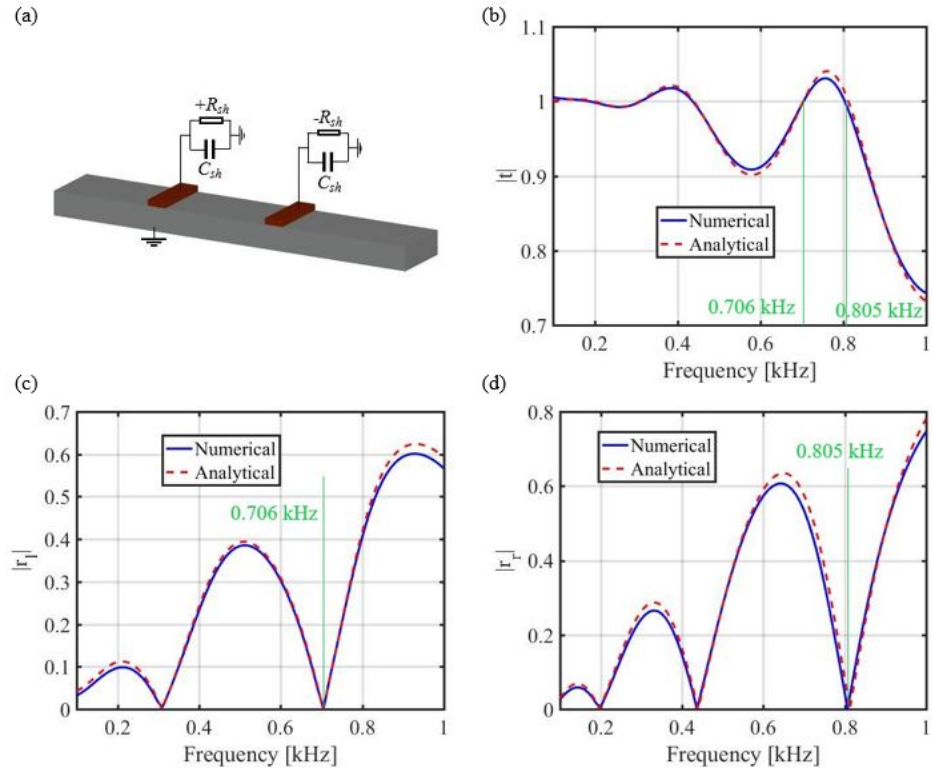 (a)
+R_sh
C_sh
-R_sh
C_sh
(b)
1.1
1
0.9
0.8
0.7
|t|
Numerical
Analytical
0.706 kHz
0.805 kHz
0.2 0.4 0.6 0.8 1
Frequency [kHz]
(c)
0.7
0.6
0.5
0.4
0.3
0.2
0.1
0
|r_l|
Numerical
Analytical
0.706 kHz
0.2 0.4 0.6 0.8 1
Frequency [kHz]
(d)
0.8
0.6
0.4
0.2
0
|r_r|
Numerical
Analytical
0.805 kHz
0.2 0.4 0.6 0.8 1
Frequency [kHz]